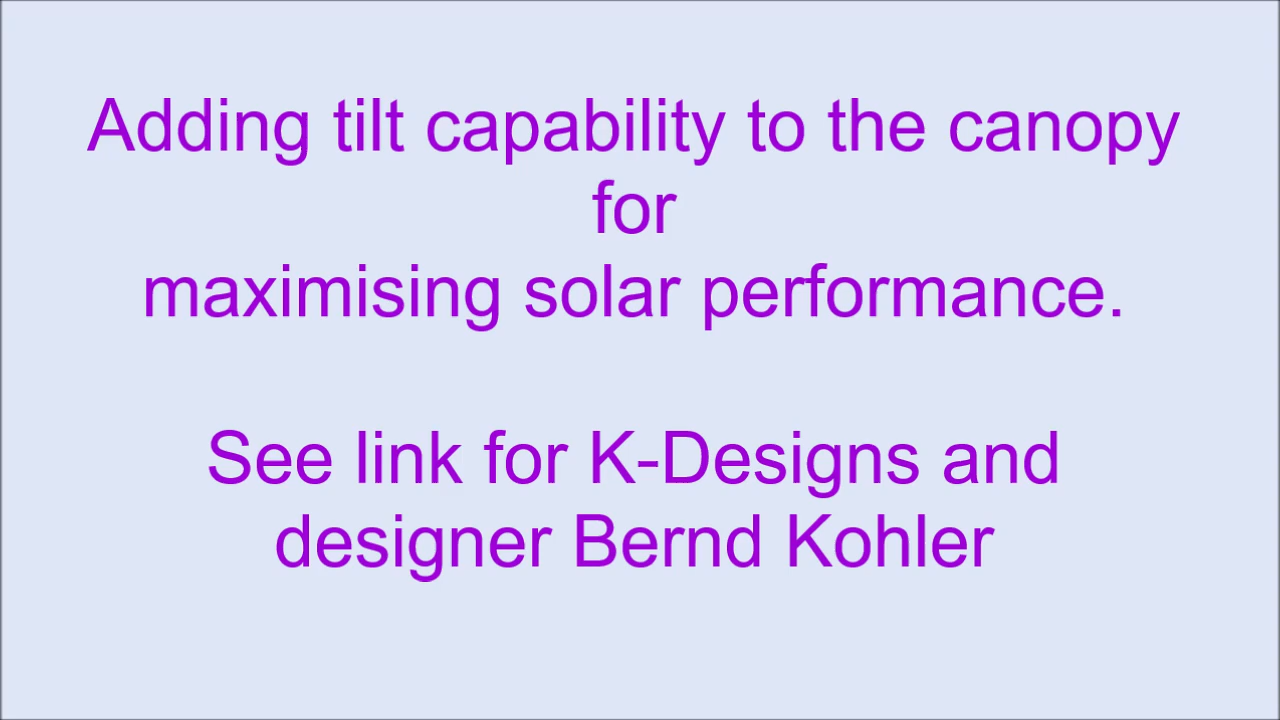 Adding tilt capability to the canopy
for
maximising solar performance.
See link for K-Designs and
designer Bernd Kohler